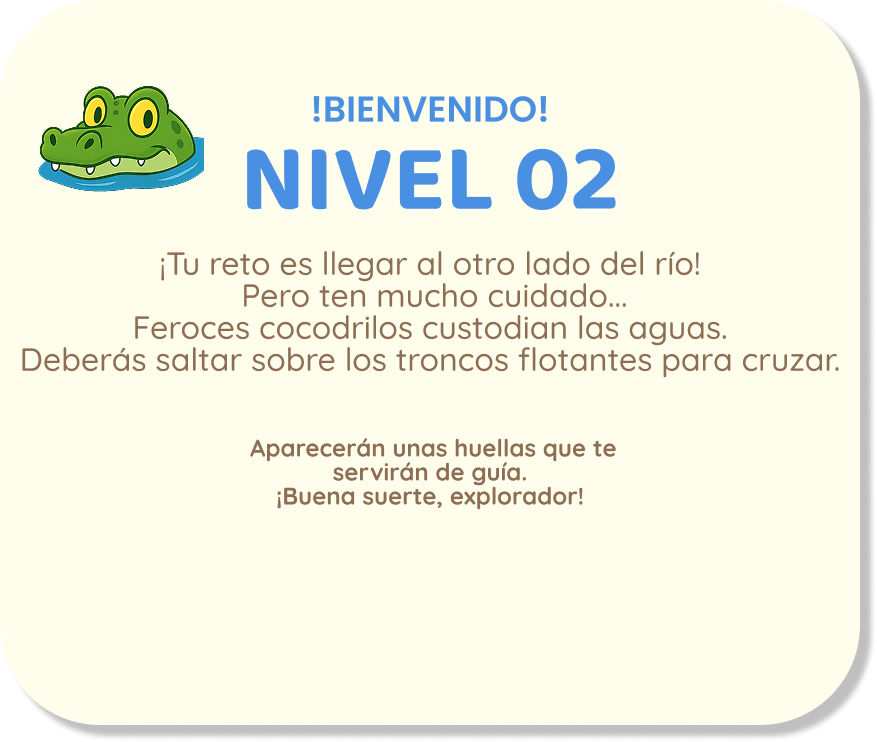 !BIENVENIDO!
NIVEL 02
¡Tu reto es llegar al otro lado del río!
Pero ten mucho cuidado...
Feroces cocodrilos custodian las aguas.
Deberás saltar sobre los troncos flotantes para cruzar.
Aparecerán unas huellas que te
servirán de guía.
¡Buena suerte, explorador!